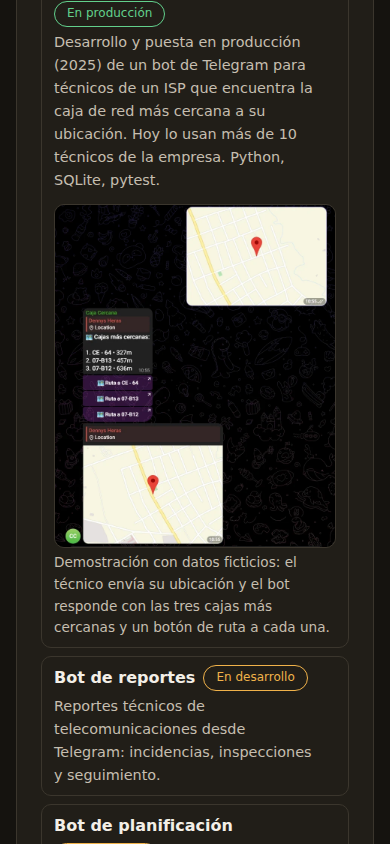 En producción
Desarrollo y puesta en producción
(2025) de un bot de Telegram para
técnicos de un ISP que encuentra la
caja de red más cercana a su
ubicación. Hoy lo usan más de 10
técnicos de la empresa. Python,
SQLite, pytest.
Caja Cercana
Dennys Heras
Location
Cajas más cercanas:
1. CE - 64 • 327m
2. 07-B13 • 457m
3. 07-B12 • 636m
Ruta a CE - 64
Ruta a 07-B13
Ruta a 07-B12
Dennys Heras
Location
CC
Demostración con datos ficticios: el
técnico envía su ubicación y el bot
responde con las tres cajas más
cercanas y un botón de ruta a cada una.
Bot de reportes En desarrollo
Reportes técnicos de
telecomunicaciones desde
Telegram: incidencias, inspecciones
y seguimiento.
Bot de planificación